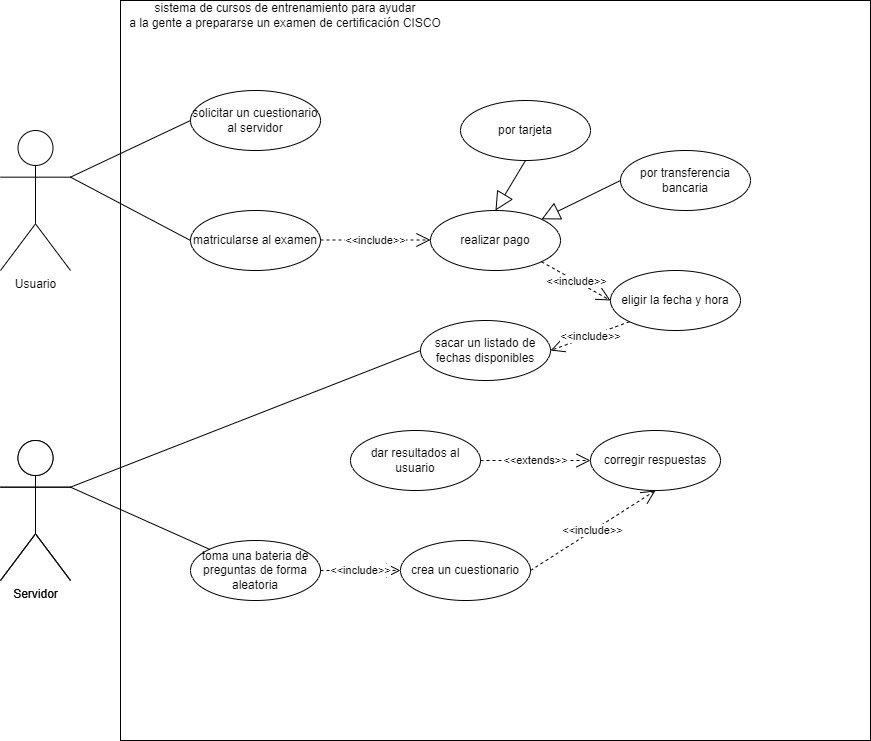 sistema de cursos de entrenamiento para ayudar
a la gente a prepararse un examen de certificación CISCO
solicitar un cuestionario
al servidor
por tarjeta
por transferencia
bancaria
matricularse al examen
<<include>>
realizar pago
Usuario
<<include>>
eligir la fecha y hora
<<include>>
sacar un listado de
fechas disponibles
dar resultados al
usuario
<<extends>>
corregir respuestas
<<include>>
toma una bateria de
preguntas de forma
aleatoria
<<include>>
crea un cuestionario
Servidor